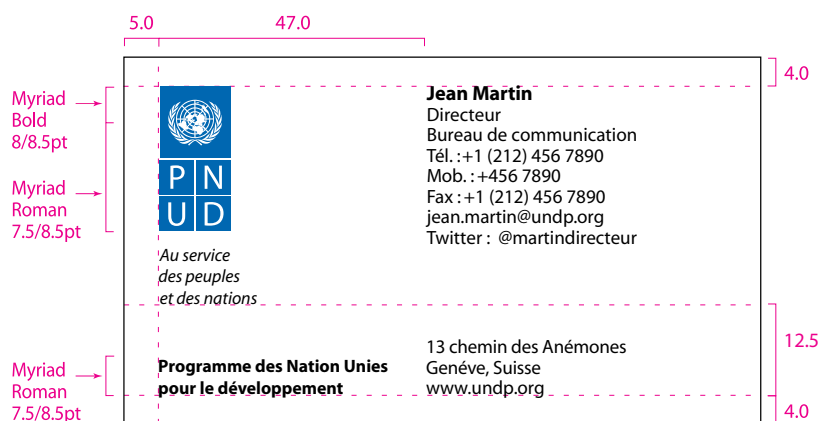 5.0 47.0
4.0
Myriad
Bold
8/8.5pt
Myriad
Roman
7.5/8.5pt
P N
U D
Au service
des peuples
et des nations
Jean Martin
Directeur
Bureau de communication
Tél. :+1 (212) 456 7890
Mob. : +456 7890
Fax : +1 (212) 456 7890
jean.martin@undp.org
Twitter : @martindirecteur
12.5
Myriad
Roman
7.5/8.5pt
Programme des Nation Unies
pour le développement
13 chemin des Anémones
Genéve, Suisse
www.undp.org
4.0